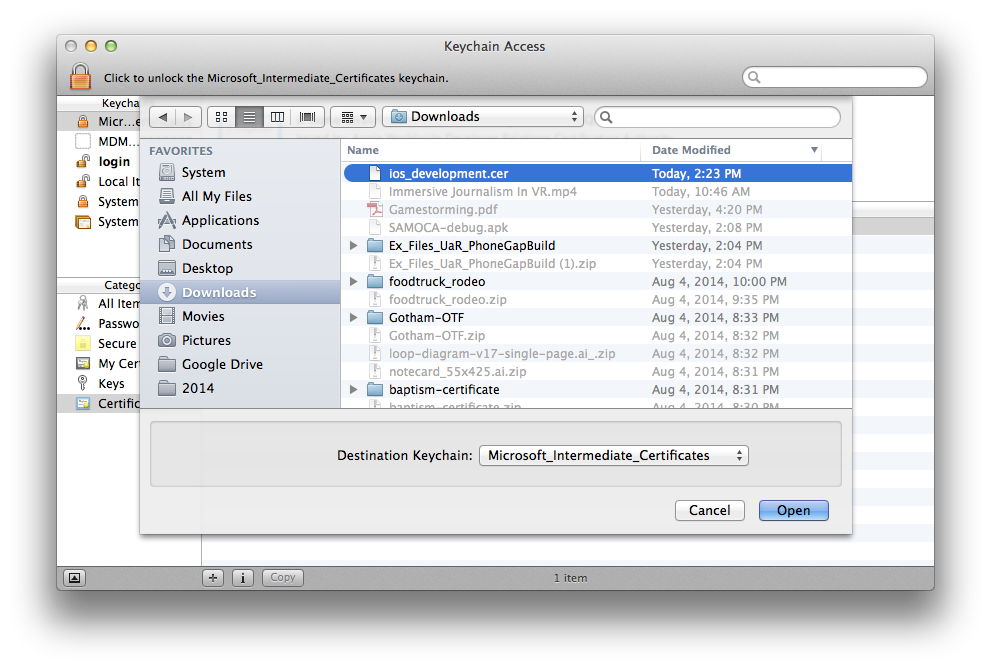 Keychain Access
Click to unlock the Microsoft_Intermediate_Certificates keychain.
Keycha
Micr...e
MDM...
login
Local It
System
System
Catego
All Item
Passwo
Secure
My Cert
Keys
Certific
Downloads
FAVORITES
System
All My Files
Applications
Documents
Desktop
Downloads
Movies
Pictures
Google Drive
2014
Name Date Modified
ios_development.cer Today, 2:23 PM
Immersive Journalism In VR.mp4 Today, 10:46 AM
Gamestorming.pdf Yesterday, 4:20 PM
SAMOCA-debug.apk Yesterday, 2:08 PM
Ex_Files_UaR_PhoneGapBuild Yesterday, 2:04 PM
Ex_Files_UaR_PhoneGapBuild (1).zip Yesterday, 2:04 PM
foodtruck_rodeo Aug 4, 2014, 10:00 PM
foodtruck_rodeo.zip Aug 4, 2014, 9:35 PM
Gotham-OTF Aug 4, 2014, 8:33 PM
Gotham-OTF.zip Aug 4, 2014, 8:32 PM
loop-diagram-v17-single-page.ai_.zip Aug 4, 2014, 8:32 PM
notecard_55x425.ai.zip Aug 4, 2014, 8:31 PM
baptism-certificate Aug 4, 2014, 8:31 PM
baptism-certificate.zip Aug 4, 2014, 8:30 PM
Destination Keychain: Microsoft_Intermediate_Certificates
Cancel Open
Copy
1 item